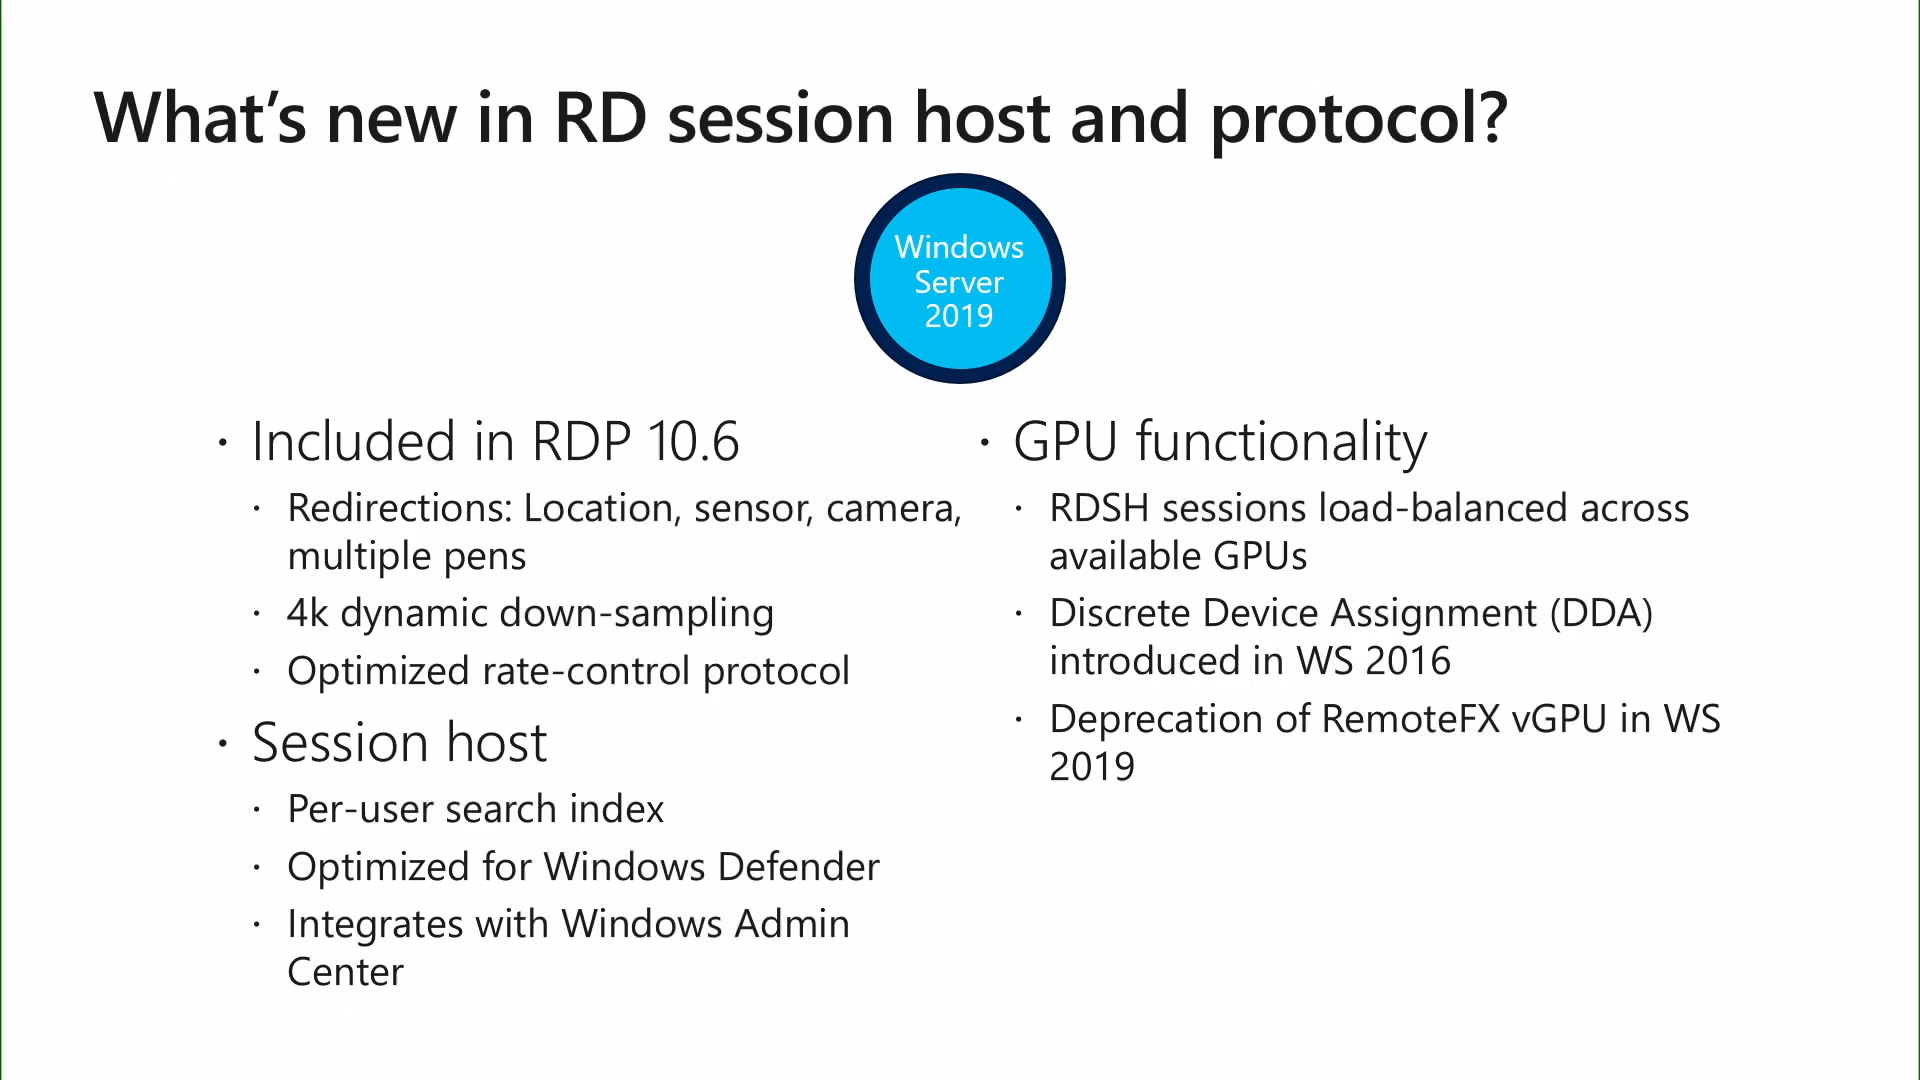 What’s new in RD session host and protocol?
Windows
Server
2019
· Included in RDP 10.6
· Redirections: Location, sensor, camera,
multiple pens
· 4k dynamic down-sampling
· Optimized rate-control protocol
· Session host
· Per-user search index
· Optimized for Windows Defender
· Integrates with Windows Admin
Center
· GPU functionality
· RDSH sessions load-balanced across
available GPUs
· Discrete Device Assignment (DDA)
introduced in WS 2016
· Deprecation of RemoteFX vGPU in WS
2019